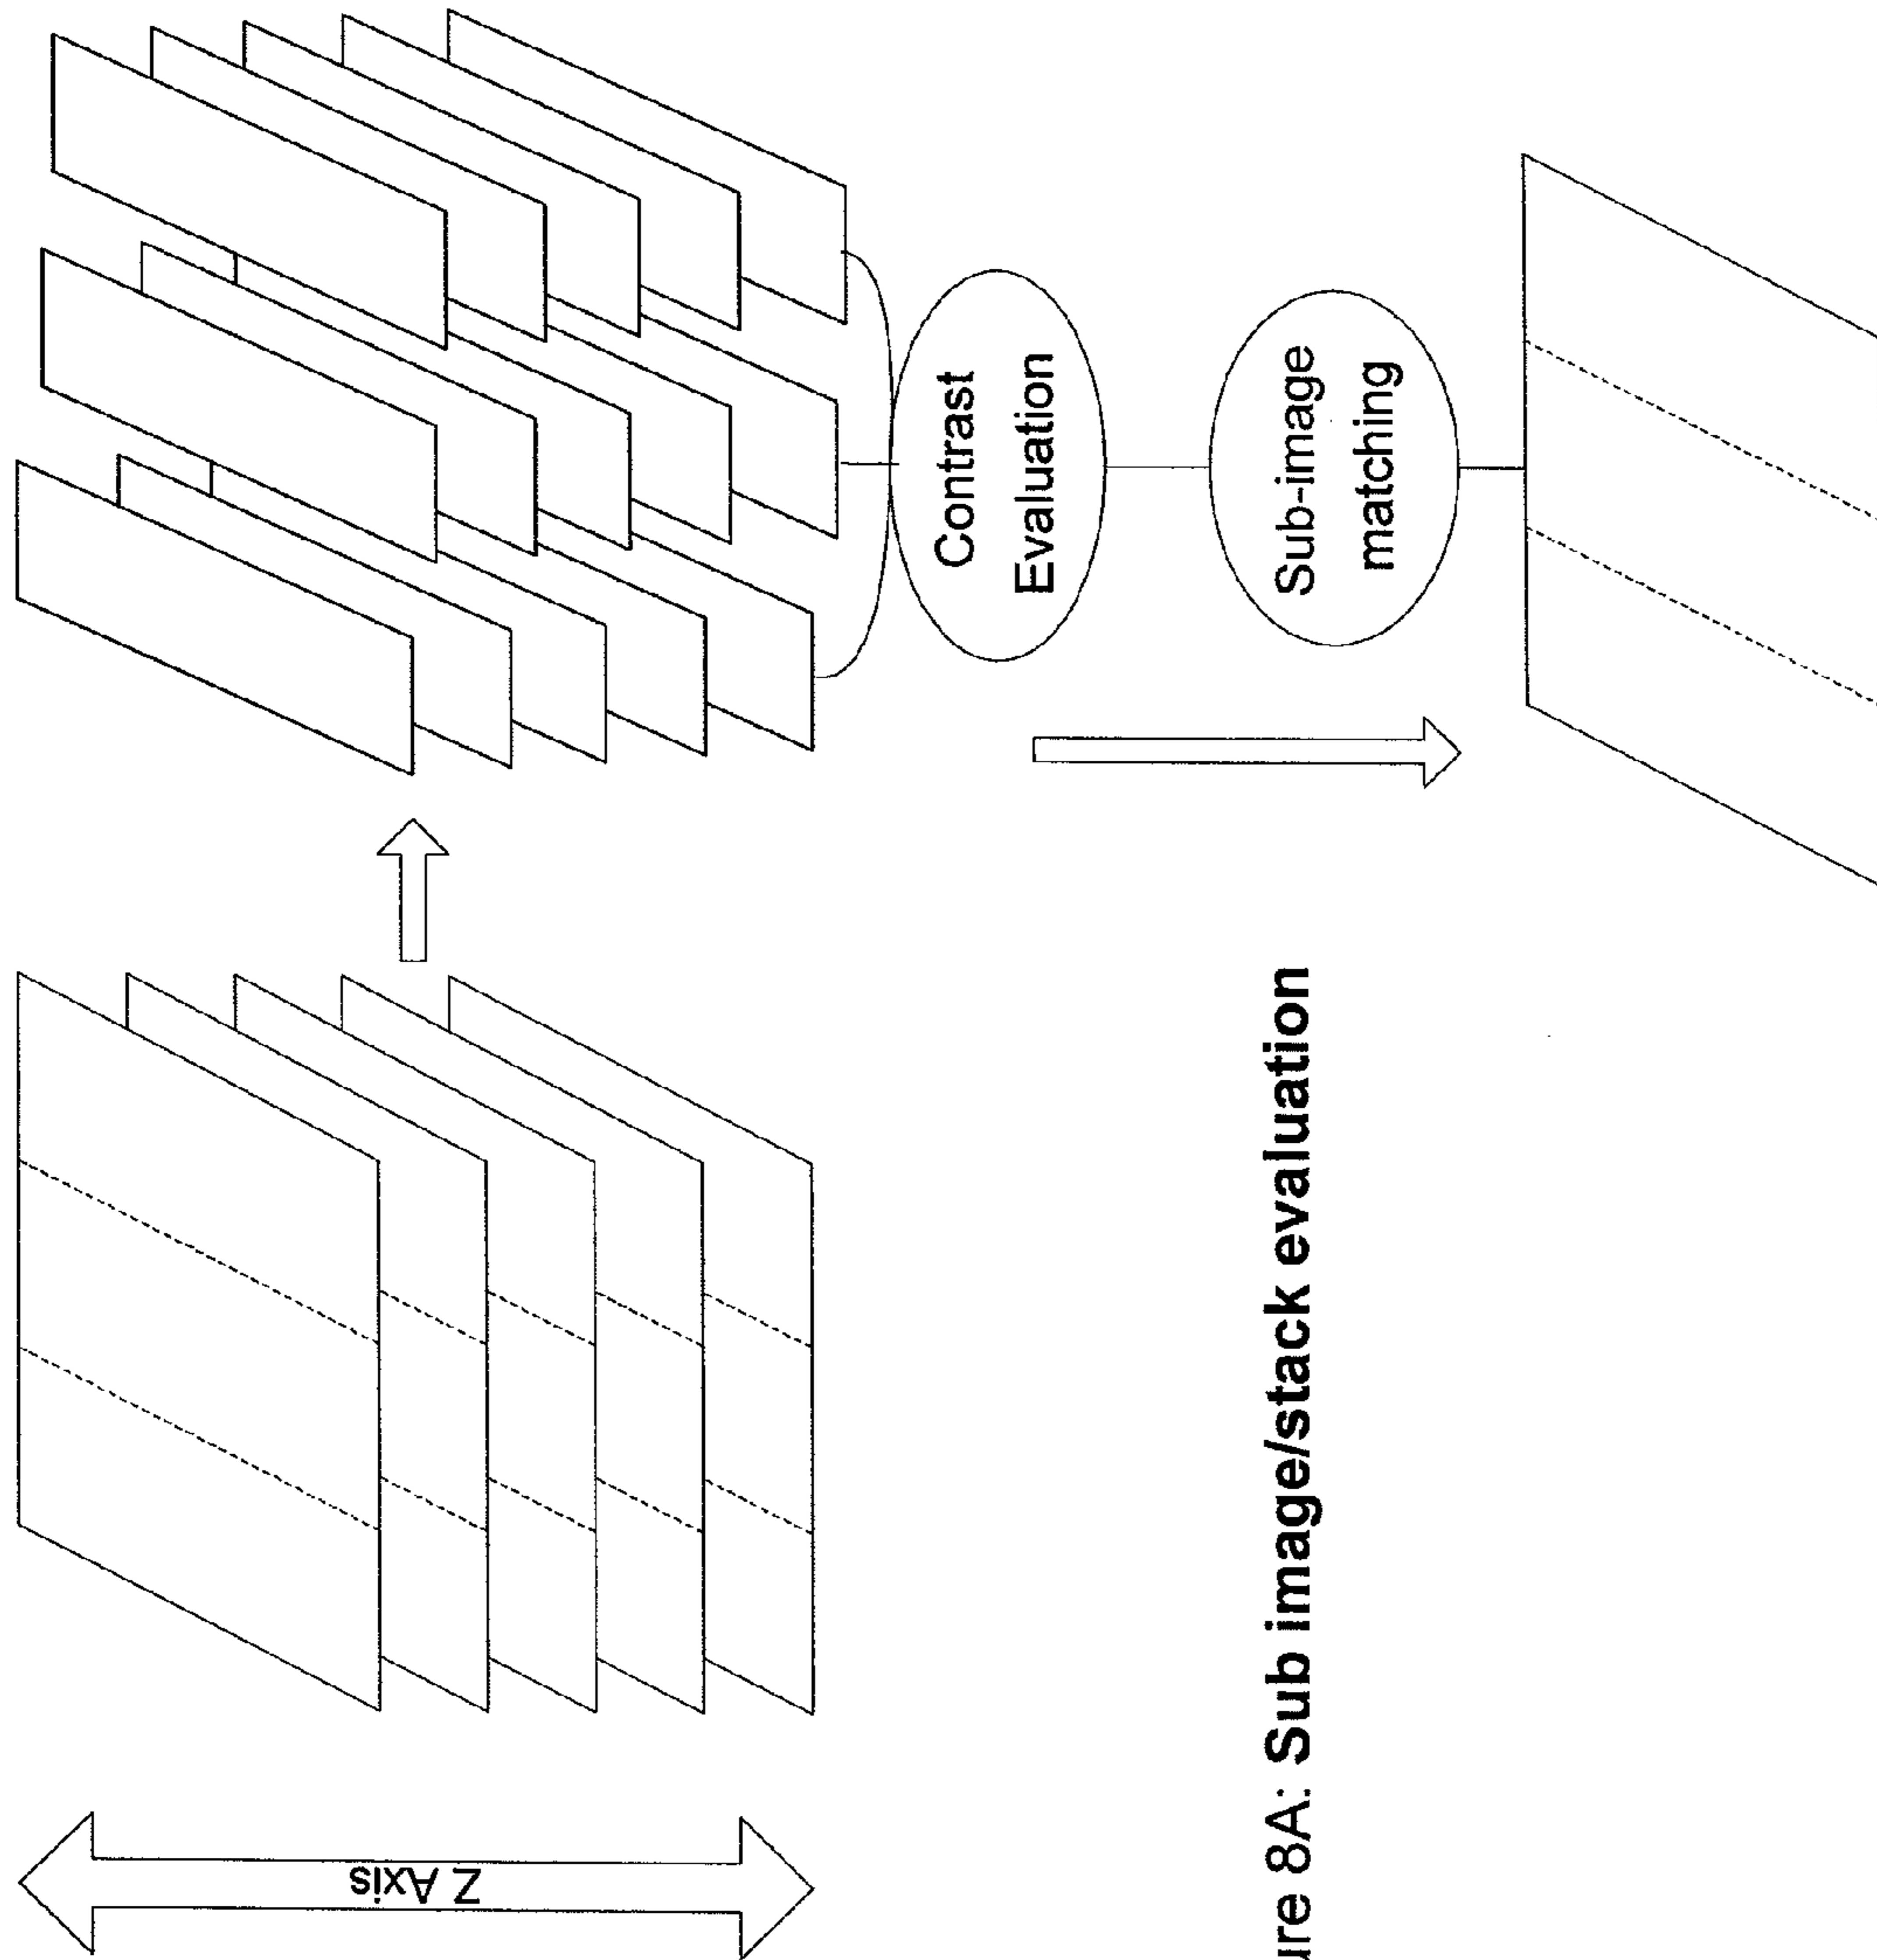 Z Axis
Contrast
Evaluation
Sub-image
matching
ure 8A: Sub image/stack evaluation